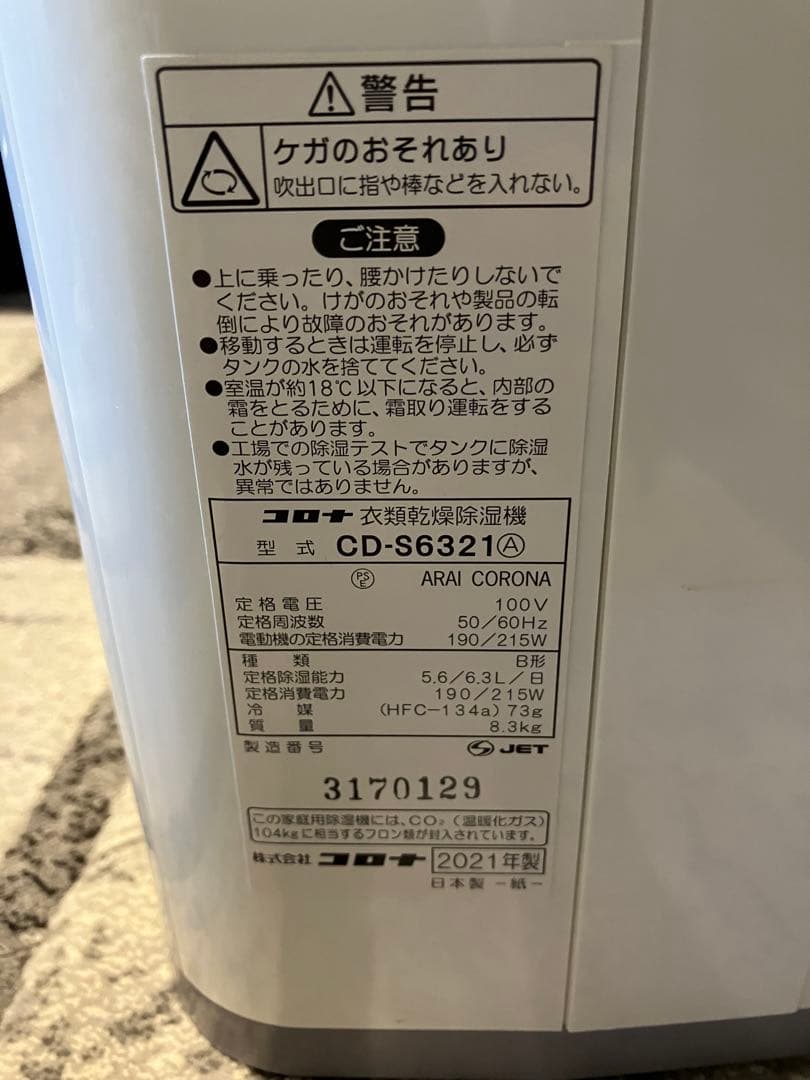 警告
ケガのおそれあり
吹出口に指や棒などを入れない。
ご注意
●上に乗ったり、腰かけたりしないで
ください。けがのおそれや製品の転
倒により故障のおそれがあります。
●移動するときは運転を停止し、必ず
タンクの水を捨ててください。
●室温が約18℃以下になると、内部の
霜をとるために、霜取り運転をする
ことがあります。
●工場での除湿テストでタンクに除湿
水が残っている場合がありますが、
異常ではありません。
コロナ 衣類乾燥除湿機
型式 CD-S6321Ⓐ
PSE ARAI CORONA
定格電圧 100V
定格周波数 50/60Hz
電動機の定格消費電力 190/215W
種類 B形
定格除湿能力 5.6/6.3L/日
定格消費電力 190/215W
冷媒 (HFC-134a) 73g
質量 8.3kg
製造番号 JET
3170129
この家庭用除湿機には、CO₂(温暖化ガス)
104kgに相当するフロン類が封入されています。
株式会社 コロナ 2021年製
日本製 -紙-